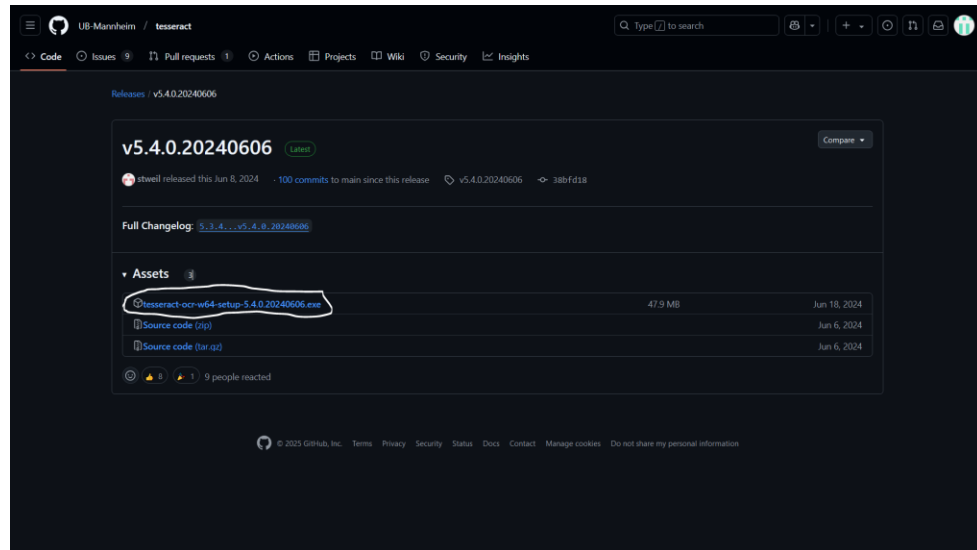 UB-Mannheim / tesseract
Type / to search
Code Issues 9 Pull requests 1 Actions Projects Wiki Security Insights
Releases / v5.4.0.20240606
v5.4.0.20240606 Latest
Compare
stweil released this Jun 8, 2024 · 100 commits to main since this release v5.4.0.20240606 38bfd18
Full Changelog: 5.3.4...v5.4.0.20240606
Assets 3
tesseract-ocr-w64-setup-5.4.0.20240606.exe 47.9 MB Jun 18, 2024
Source code (zip) Jun 6, 2024
Source code (tar.gz) Jun 6, 2024
8 1 9 people reacted
© 2025 GitHub, Inc. Terms Privacy Security Status Docs Contact Manage cookies Do not share my personal information